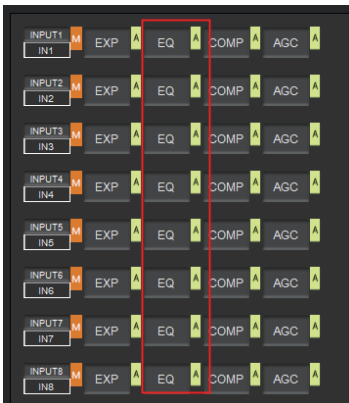 INPUT1 M EXP A EQ A COMP A AGC A
IN1
INPUT2 M EXP A EQ A COMP A AGC A
IN2
INPUT3 M EXP A EQ A COMP A AGC A
IN3
INPUT4 M EXP A EQ A COMP A AGC A
IN4
INPUT5 M EXP A EQ A COMP A AGC A
IN5
INPUT6 M EXP A EQ A COMP A AGC A
IN6
INPUT7 M EXP A EQ A COMP A AGC A
IN7
INPUT8 M EXP A EQ A COMP A AGC A
IN8